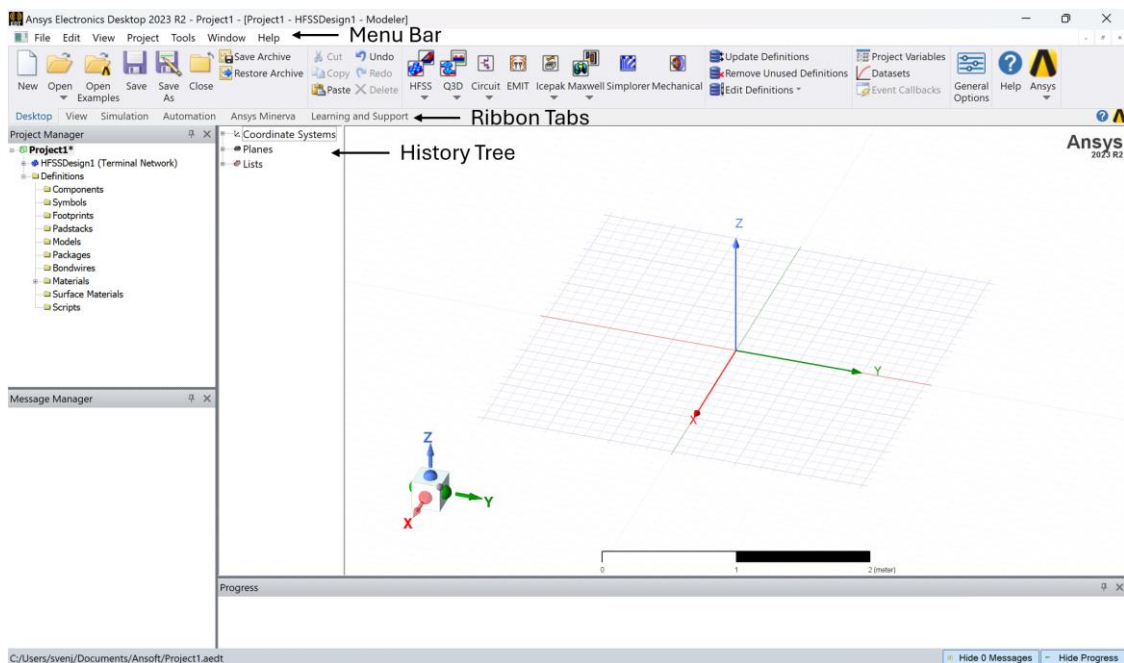 Ansys Electronics Desktop 2023 R2 - Project1 - [Project1 - HFSSDesign1 - Modeler]
File Edit View Project Tools Window Help
Menu Bar
Save Archive
Restore Archive
Cut
Copy
Paste
Undo
Redo
Delete
New
Open
Open Examples
Save
Save As
Close
HFSS
Q3D
Circuit
EMIT
Icepak
Maxwell
Simplorer
Mechanical
Update Definitions
Remove Unused Definitions
Edit Definitions
Project Variables
Datasets
Event Callbacks
General Options
Help
Ansys
Desktop View Simulation Automation Ansys Minerva Learning and Support
Ribbon Tabs
Project Manager
Project1*
HFSSDesign1 (Terminal Network)
Definitions
Components
Symbols
Footprints
Padstacks
Models
Packages
Bondwires
Materials
Surface Materials
Scripts
Coordinate Systems
Planes
Lists
History Tree
Ansys
2023 R2
Z
Y
X
Z
Y
X
0 1 2 (meter)
Message Manager
Progress
C:/Users/svenj/Documents/Ansoft/Project1.aedt
Hide 0 Messages
Hide Progress